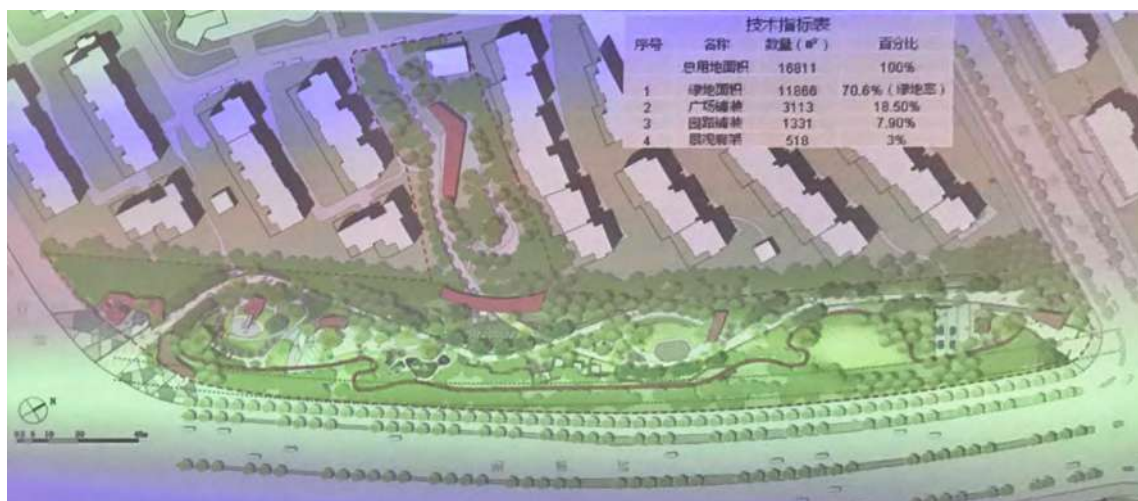 技术指标表
序号 名称 数量（m²） 百分比
总用地面积 16811 100%
1 绿地面积 11866 70.6%（绿地率）
2 广场铺装 3113 18.50%
3 园路铺装 1331 7.90%
4 景观廊架 518 3%
N